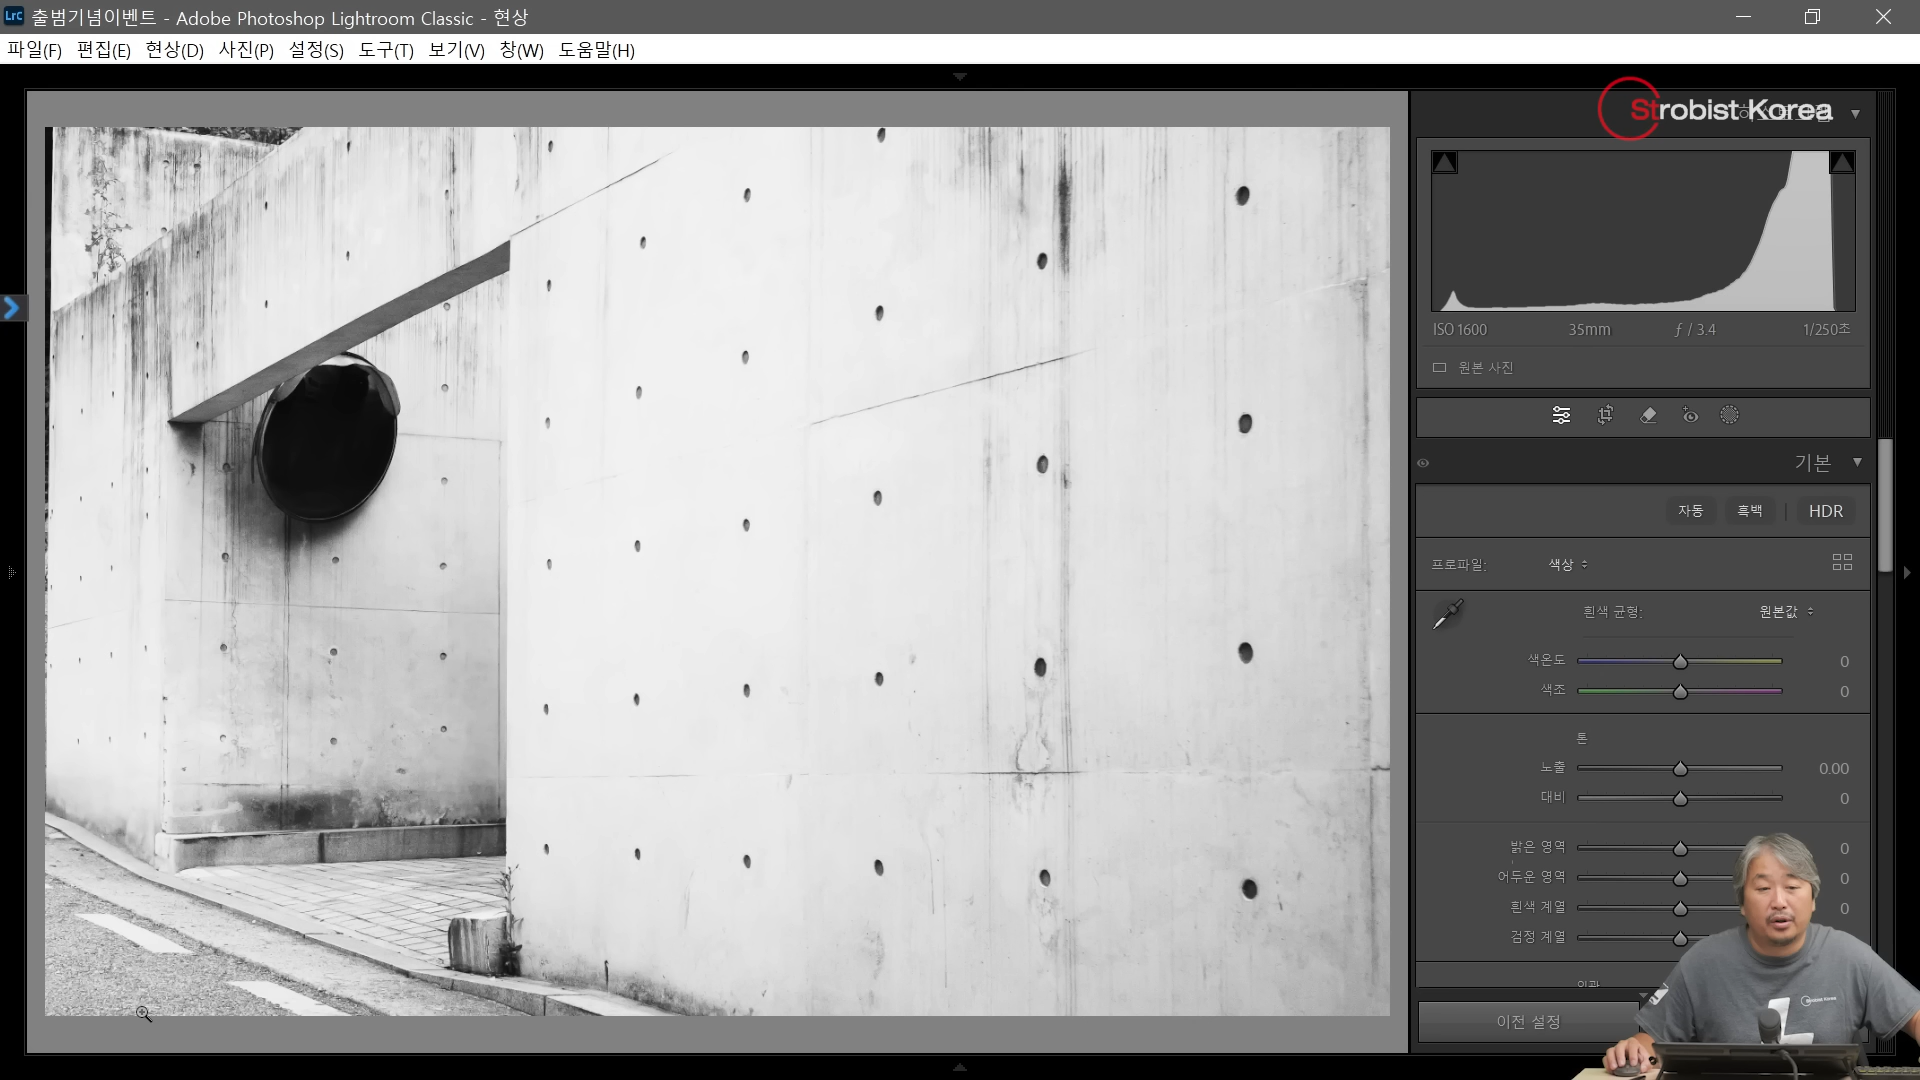 LrC 출범기념이벤트 - Adobe Photoshop Lightroom Classic - 현상
파일(F) 편집(E) 현상(D) 사진(P) 설정(S) 도구(T) 보기(V) 창(W) 도움말(H)
Strobist Korea
ISO 1600 35mm ƒ / 3.4 1/250초
원본 사진
기본
자동 흑백 HDR
프로파일: 색상
흰색 균형: 원본값
색온도 0
색조 0
톤
노출 0.00
대비 0
밝은 영역 0
어두운 영역 0
흰색 계열 0
검정 계열
이전 설정
Strobist Korea